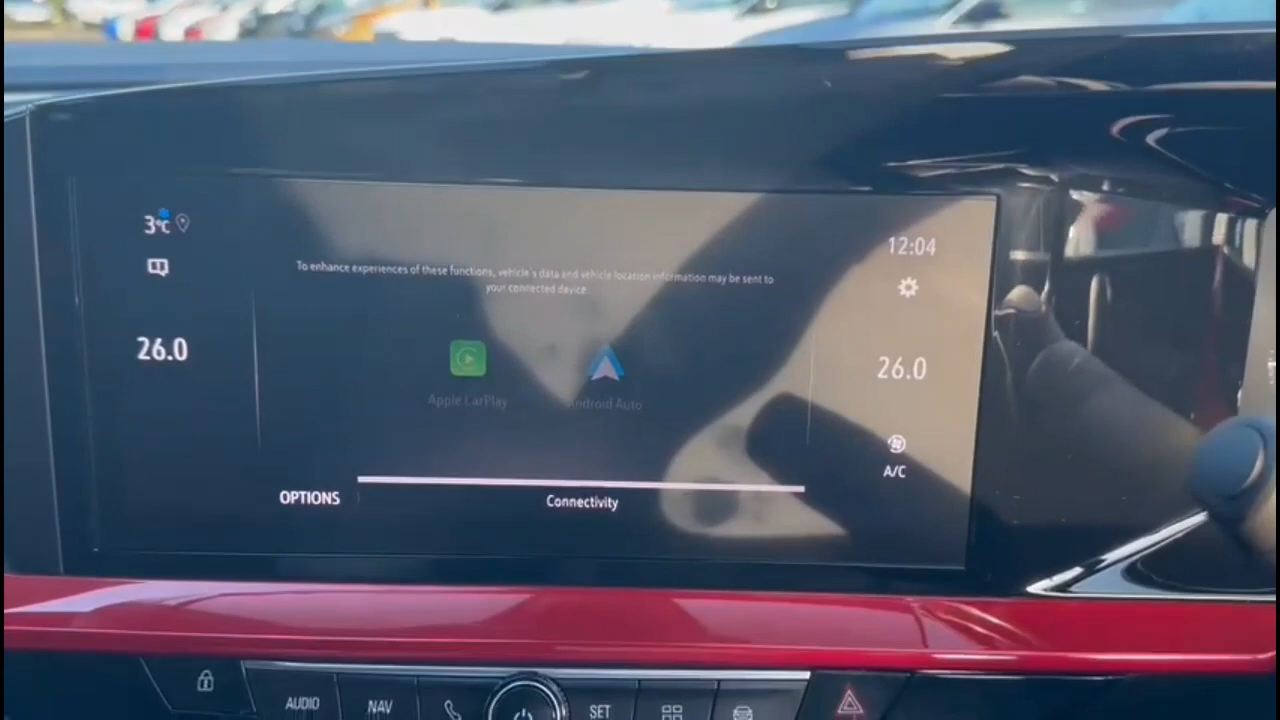 3°C
12:04
To enhance experiences of these functions, vehicle's data and vehicle location information may be sent to
your connected device.
26.0
26.0
Apple CarPlay
Android Auto
A/C
OPTIONS
Connectivity
AUDIO
NAV
SET